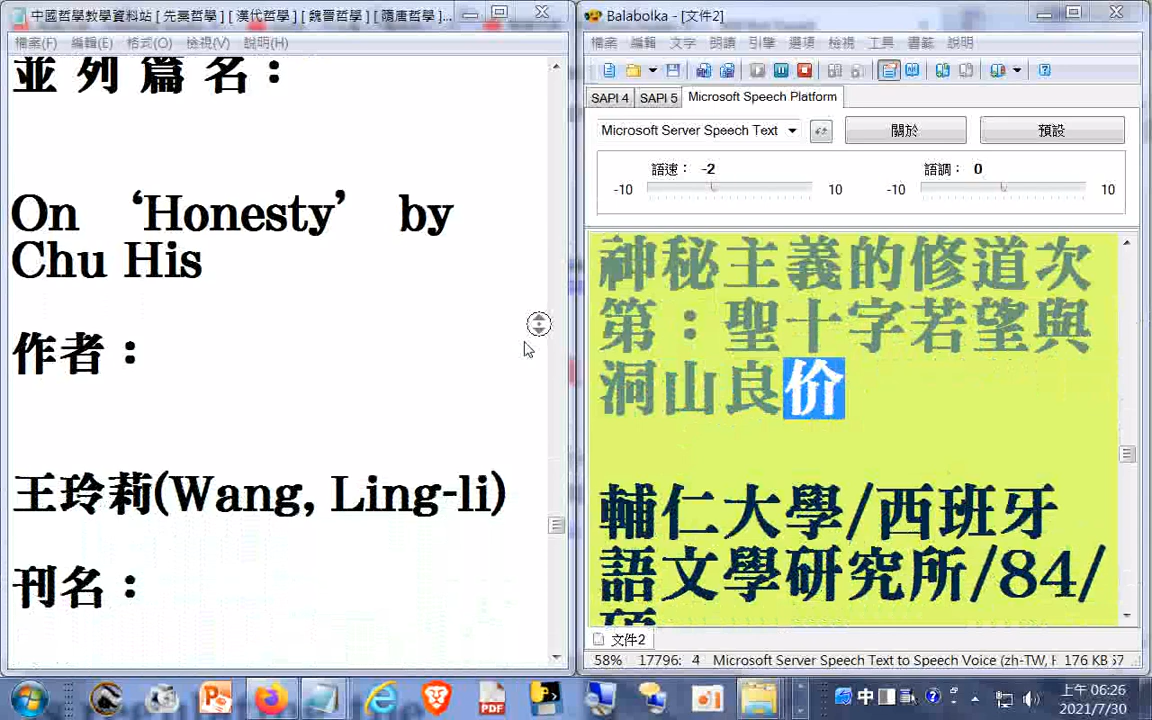 中國哲學教學資料站 [ 先秦哲學 ] [ 漢代哲學 ] [ 魏晉哲學 ] [ 隋唐哲學 ]...
檔案(F) 編輯(E) 格式(O) 檢視(V) 說明(H)
並 列 篇 名：
On ‘Honesty’ by
Chu His
作者：
王玲莉(Wang, Ling-li)
刊名：
Balabolka - [文件2]
檔案 編輯 文字 朗讀 引擎 選項 檢視 工具 書籤 說明
SAPI 4 SAPI 5 Microsoft Speech Platform
Microsoft Server Speech Text 關於 預設
語速： -2 語調： 0
-10 10 -10 10
神秘主義的修道次
第：聖十字若望與
洞山良价
輔仁大學/西班牙
語文學研究所/84/
文件2
58% 17796: 4 Microsoft Server Speech Text to Speech Voice (zh-TW, 176 KB
中
上午 06:26
2021/7/30